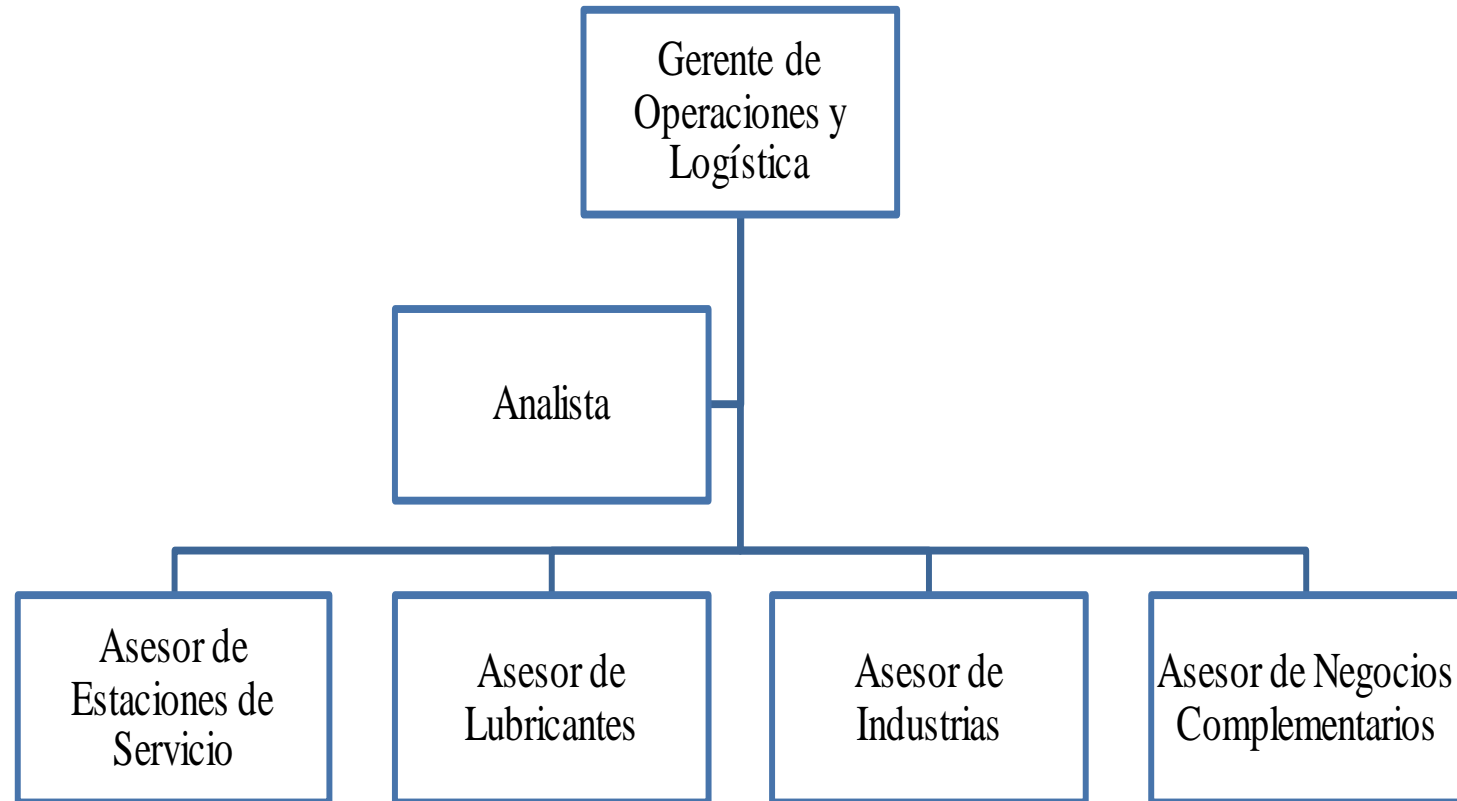 Gerente de
Operaciones y
Logística
Analista
Asesor de
Estaciones de
Servicio
Asesor de
Lubricantes
Asesor de
Industrias
Asesor de Negocios
Complementarios